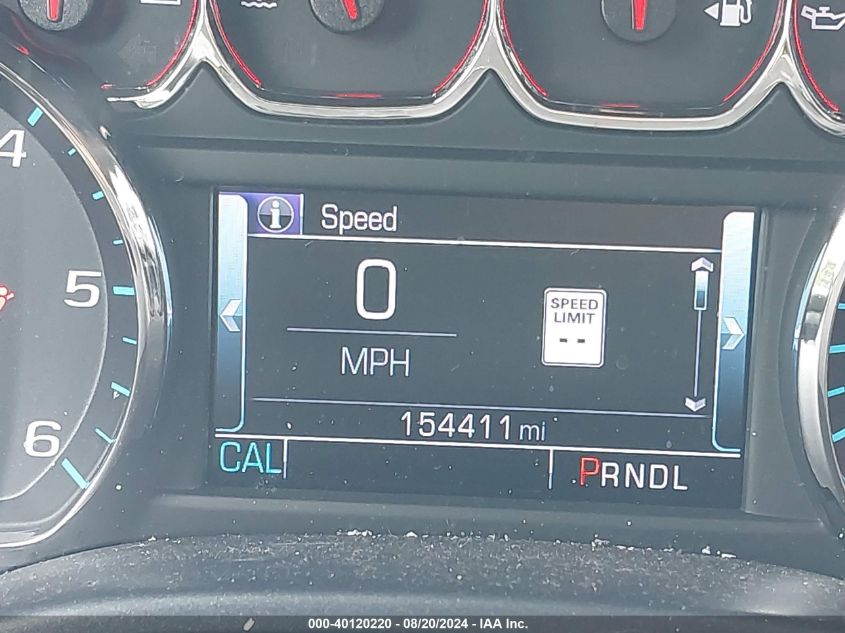 4
5
6
Speed
0
MPH
SPEED
LIMIT
--
154411 mi
CAL
PRNDL
000-40120220 - 08/20/2024 - IAA Inc.